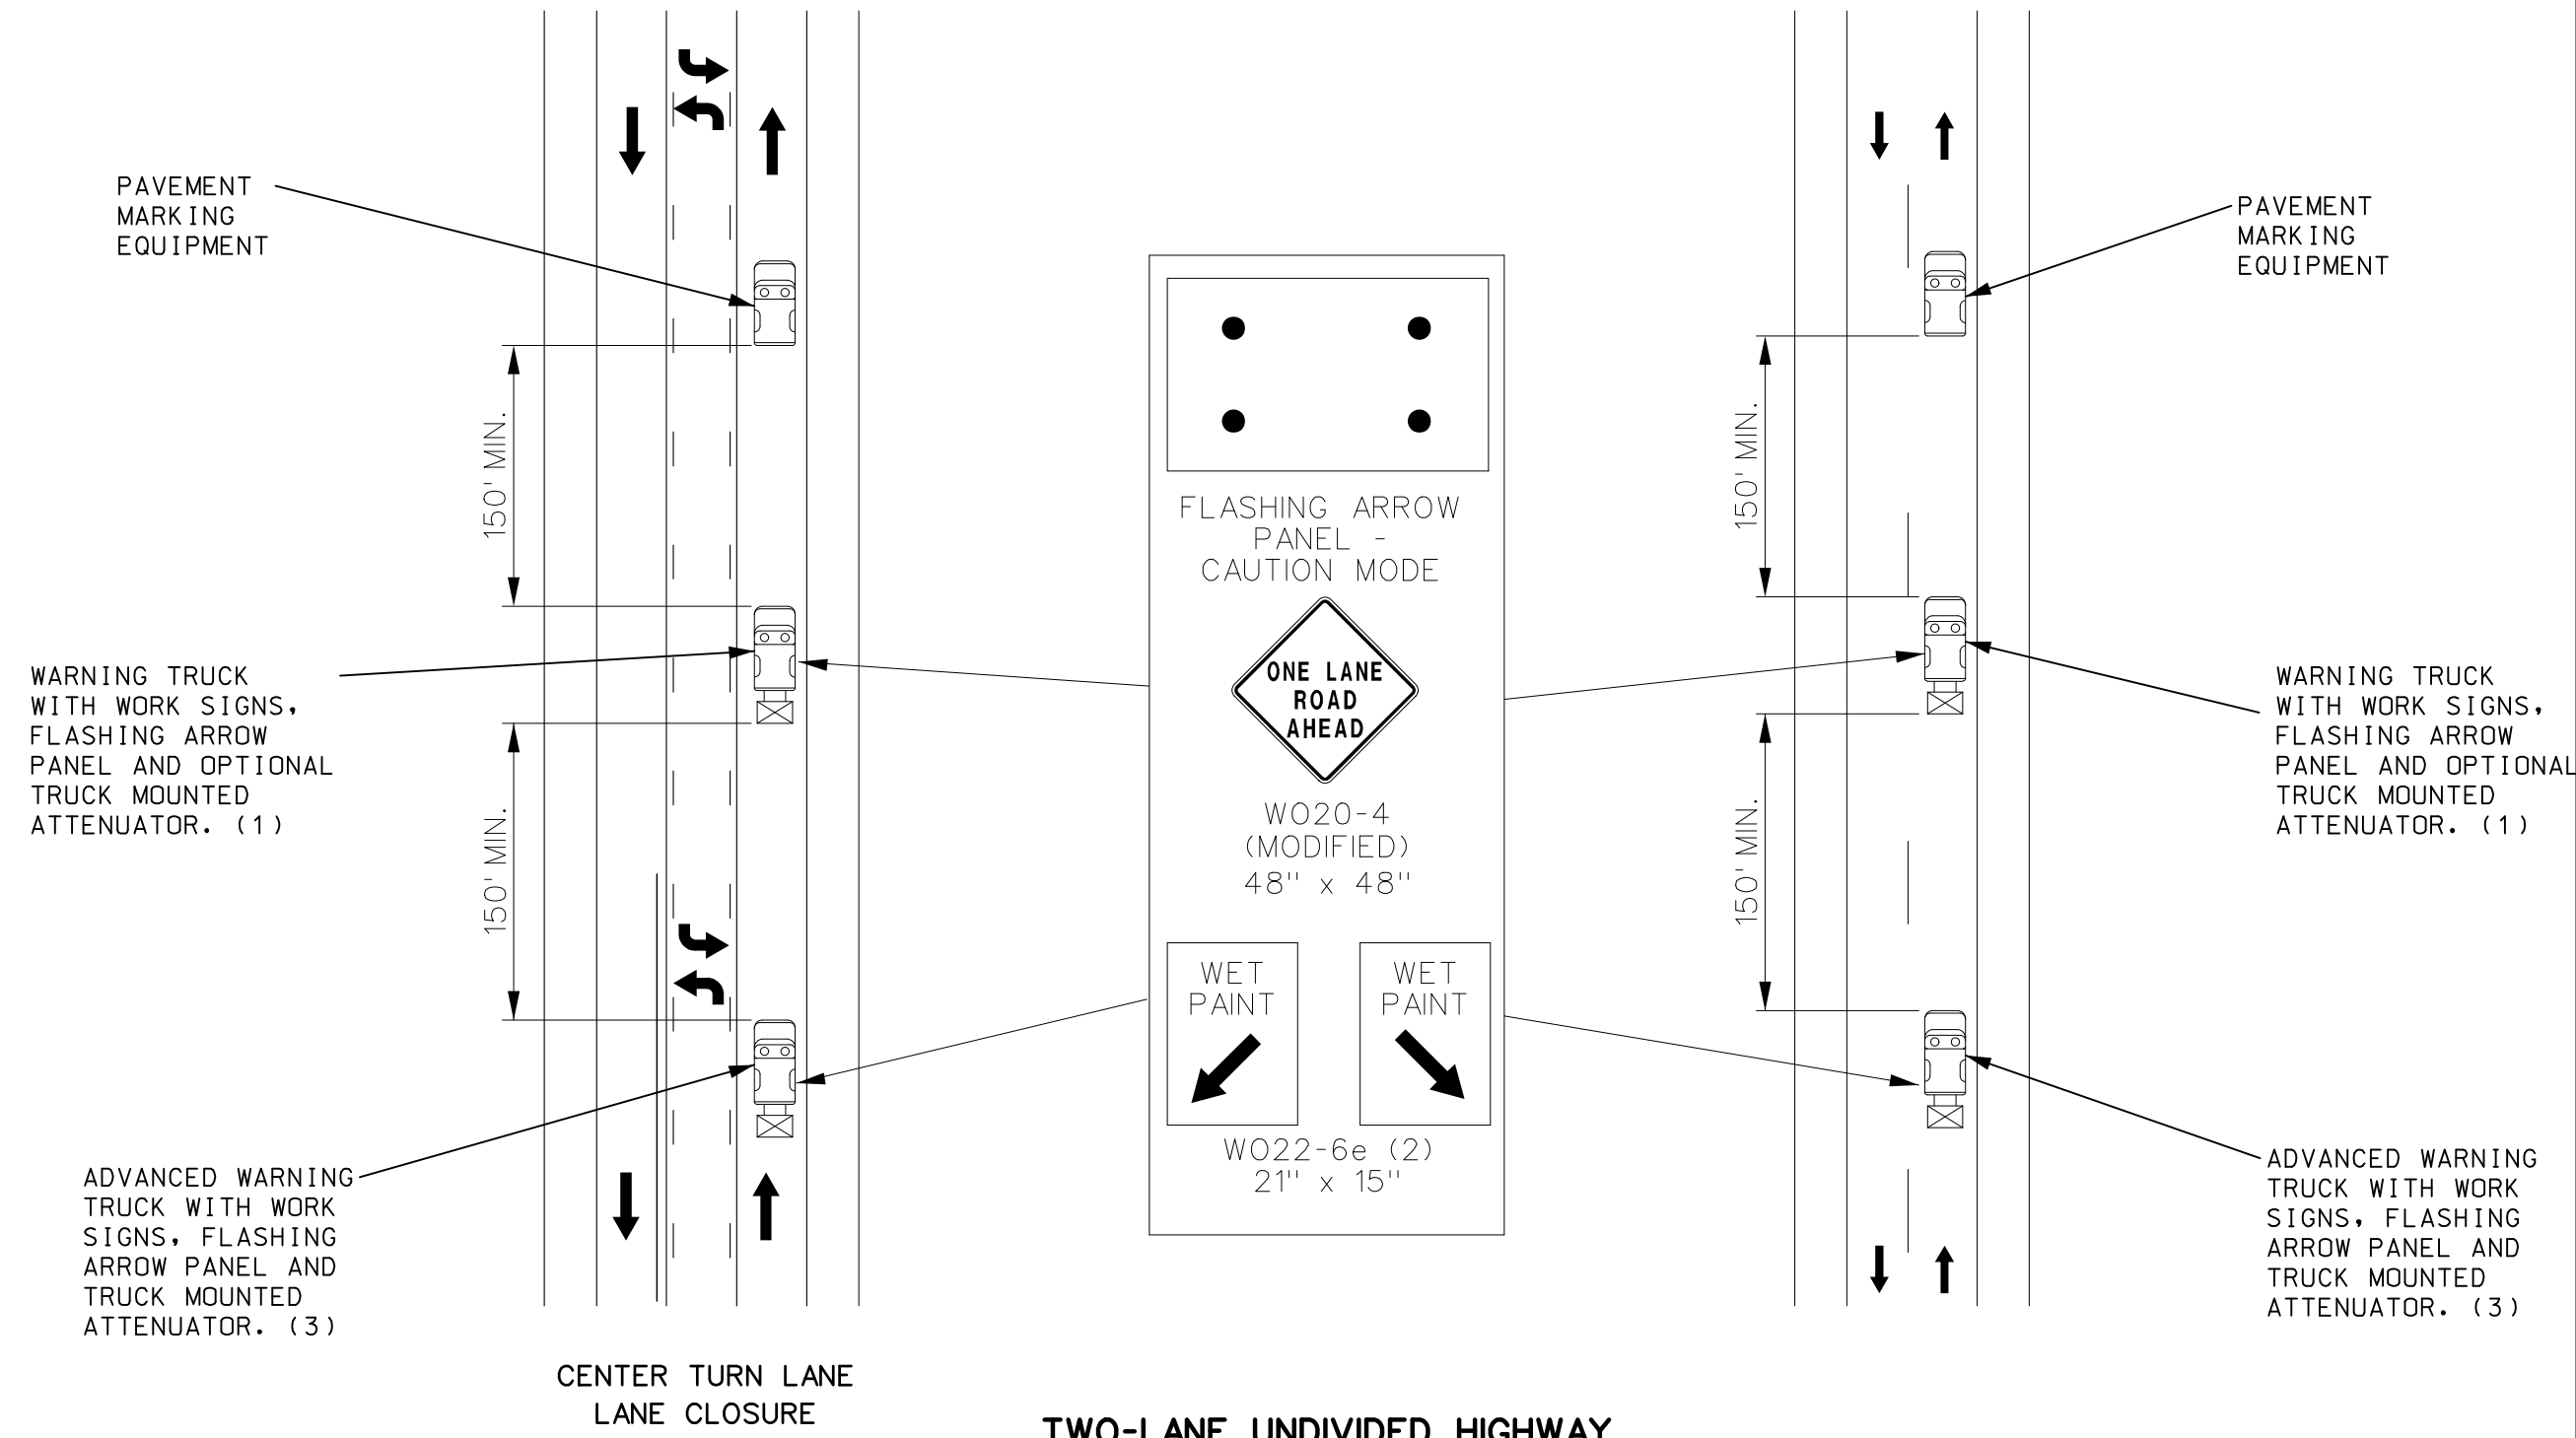 PAVEMENT
MARKING
EQUIPMENT
150' MIN.
WARNING TRUCK
WITH WORK SIGNS,
FLASHING ARROW
PANEL AND OPTIONAL
TRUCK MOUNTED
ATTENUATOR. (1)
150' MIN.
ADVANCED WARNING
TRUCK WITH WORK
SIGNS, FLASHING
ARROW PANEL AND
TRUCK MOUNTED
ATTENUATOR. (3)
CENTER TURN LANE
LANE CLOSURE
FLASHING ARROW
PANEL -
CAUTION MODE
ONE LANE
ROAD
AHEAD
WO20-4
(MODIFIED)
48" x 48"
WET
PAINT
WET
PAINT
WO22-6e (2)
21" x 15"
PAVEMENT
MARKING
EQUIPMENT
150' MIN.
WARNING TRUCK
WITH WORK SIGNS,
FLASHING ARROW
PANEL AND OPTIONAL
TRUCK MOUNTED
ATTENUATOR. (1)
150' MIN.
ADVANCED WARNING
TRUCK WITH WORK
SIGNS, FLASHING
ARROW PANEL AND
TRUCK MOUNTED
ATTENUATOR. (3)
TWO-LANE UNDIVIDED HIGHWAY